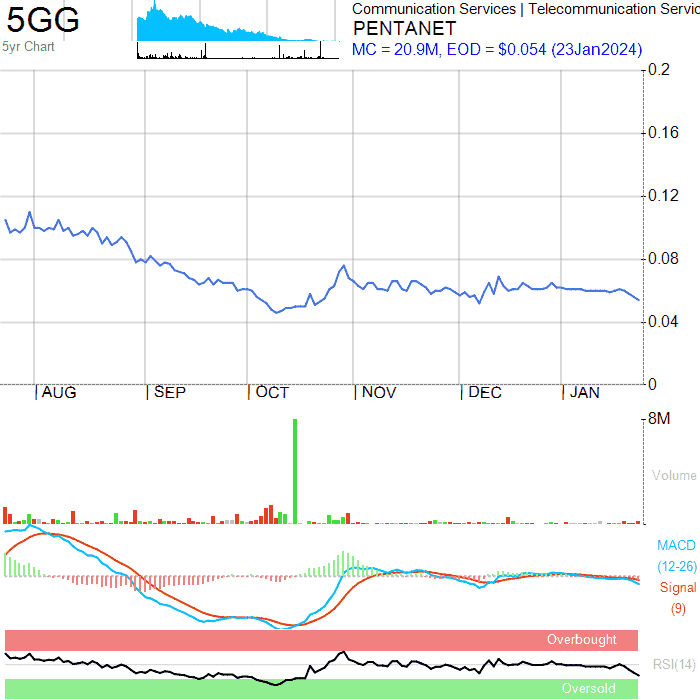 5GG
5yr Chart
Communication Services | Telecommunication Servic
PENTANET
MC = 20.9M, EOD = $0.054 (23Jan2024)
0.2
0.16
0.12
0.08
0.04
0
|AUG |SEP |OCT |NOV |DEC |JAN
8M
Volume
MACD
(12-26)
Signal
(9)
Overbought
RSI(14)
Oversold